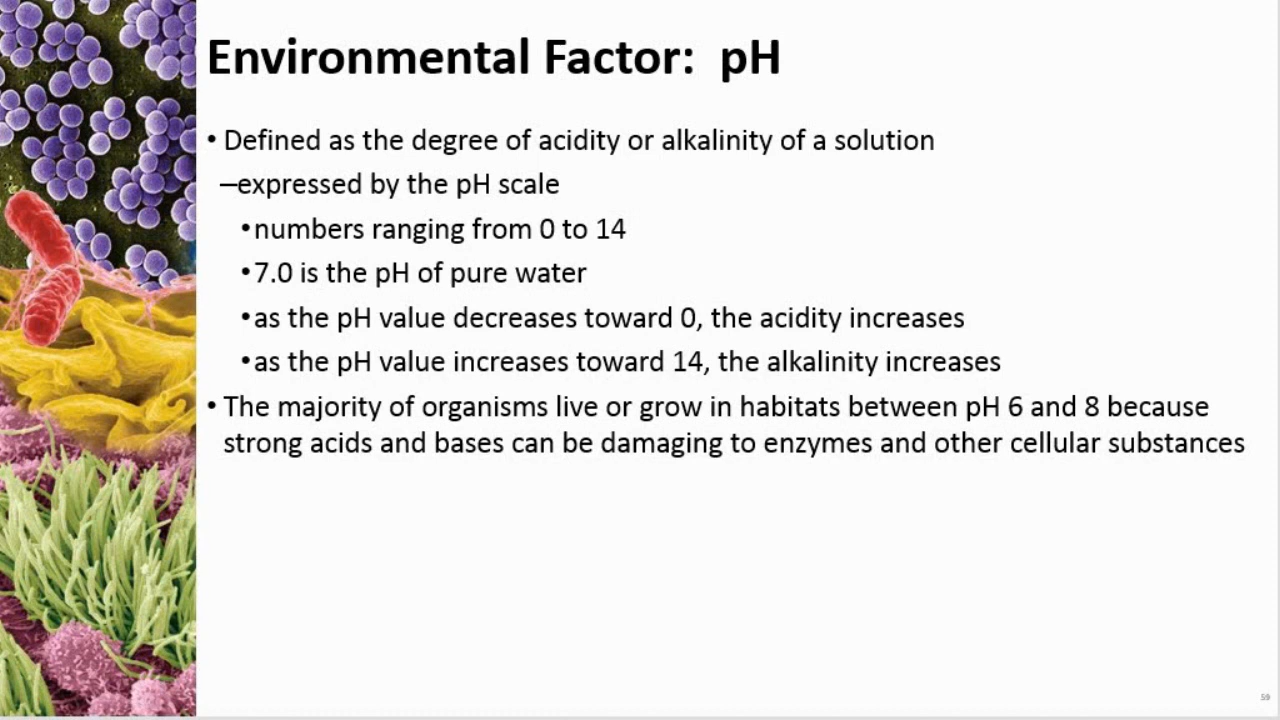 Environmental Factor:  pH
• Defined as the degree of acidity or alkalinity of a solution
–expressed by the pH scale
•numbers ranging from 0 to 14
•7.0 is the pH of pure water
•as the pH value decreases toward 0, the acidity increases
•as the pH value increases toward 14, the alkalinity increases
• The majority of organisms live or grow in habitats between pH 6 and 8 because
strong acids and bases can be damaging to enzymes and other cellular substances
59